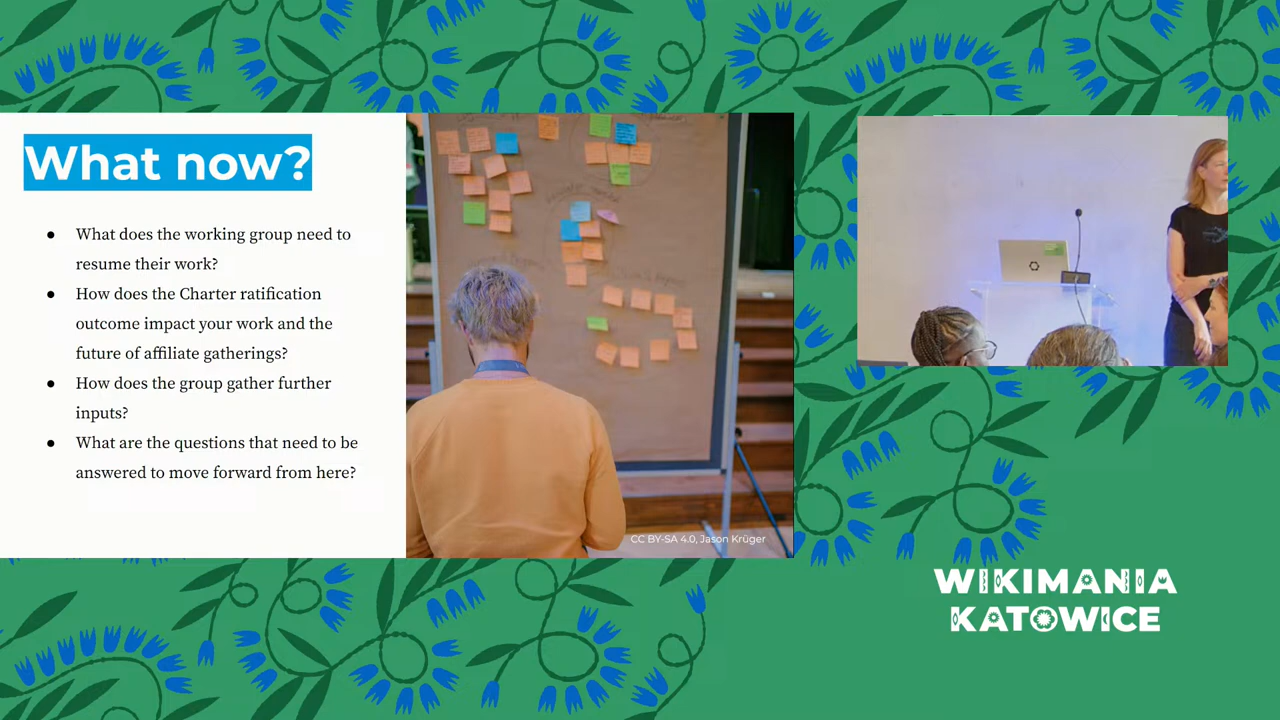 What now?
● What does the working group need to
resume their work?
● How does the Charter ratification
outcome impact your work and the
future of affiliate gatherings?
● How does the group gather further
inputs?
● What are the questions that need to be
answered to move forward from here?
CC BY-SA 4.0, Jason Krüger
WIKIMANIA
KATOWICE